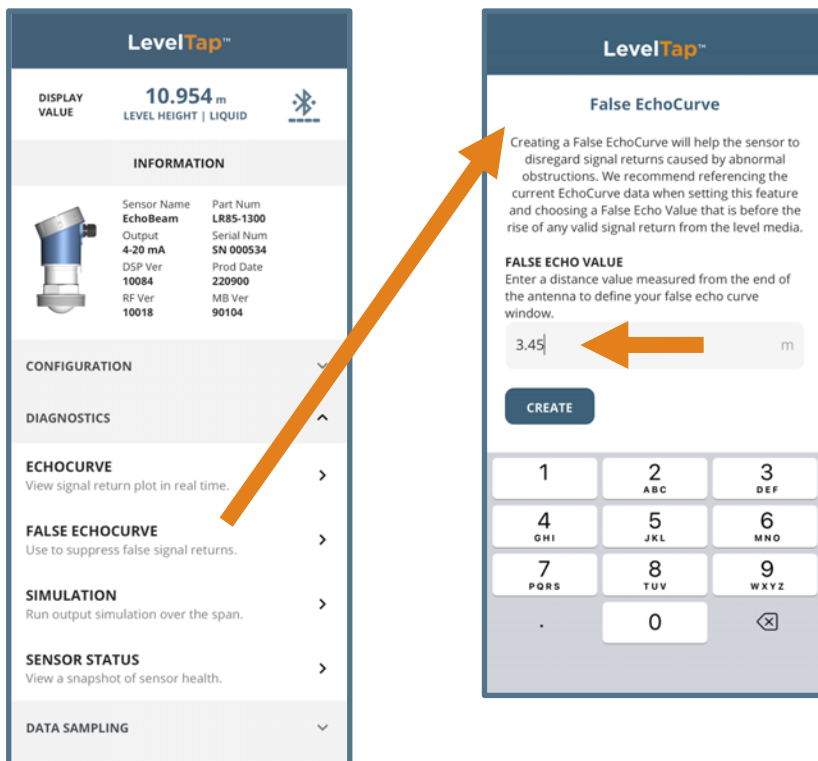 LevelTap™
DISPLAY
VALUE
10.954 m
LEVEL HEIGHT | LIQUID
INFORMATION
Sensor Name
EchoBeam
Output
4-20 mA
DSP Ver
10084
RF Ver
10018
Part Num
LR85-1300
Serial Num
SN 000534
Prod Date
220900
MB Ver
90104
CONFIGURATION
DIAGNOSTICS
ECHOCURVE
View signal return plot in real time.
FALSE ECHOCURVE
Use to suppress false signal returns.
SIMULATION
Run output simulation over the span.
SENSOR STATUS
View a snapshot of sensor health.
DATA SAMPLING
LevelTap™
False EchoCurve
Creating a False EchoCurve will help the sensor to
disregard signal returns caused by abnormal
obstructions. We recommend referencing the
current EchoCurve data when setting this feature
and choosing a False Echo Value that is before the
rise of any valid signal return from the level media.
FALSE ECHO VALUE
Enter a distance value measured from the end of
the antenna to define your false echo curve
window.
3.45 m
CREATE
1 2 3
ABC DEF
4 5 6
GHI JKL MNO
7 8 9
PQRS TUV WXYZ
. 0